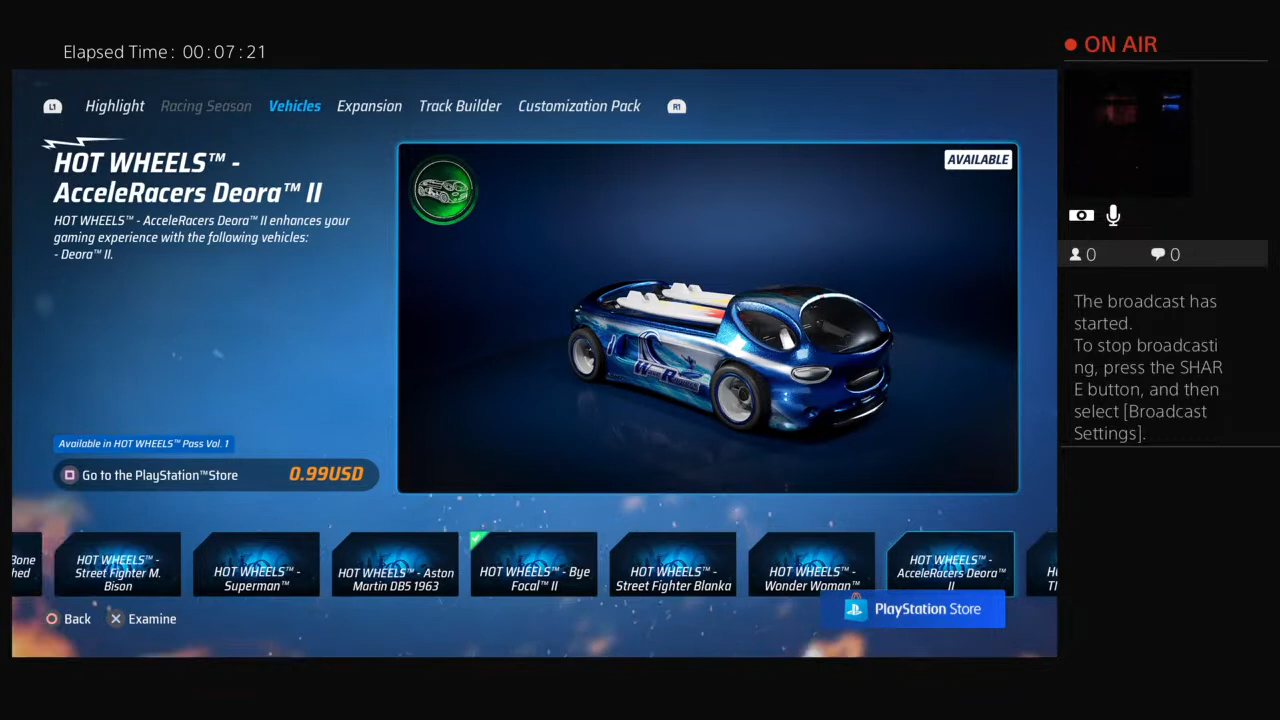 Elapsed Time: 00:07:21
ON AIR
L1 Highlight Racing Season Vehicles Expansion Track Builder Customization Pack R1
HOT WHEELS™ -
AcceleRacers Deora™ II
HOT WHEELS™ - AcceleRacers Deora™ II enhances your
gaming experience with the following vehicles:
- Deora™ II.
AVAILABLE
Available in HOT WHEELS™ Pass Vol. 1
Go to the PlayStation™Store 0.99USD
0 0
The broadcast has
started.
To stop broadcasti
ng, press the SHAR
E button, and then
select [Broadcast
Settings].
HOT WHEELS™ -
Street Fighter M.
Bison
HOT WHEELS™ -
Superman™
HOT WHEELS™ - Aston
Martin DB5 1963
HOT WHEELS™ - Bye
Focal™ II
HOT WHEELS™ -
Street Fighter Blanka
HOT WHEELS™ -
Wonder Woman™
HOT WHEELS™ -
AcceleRacers Deora™
II
Back Examine
PlayStation Store